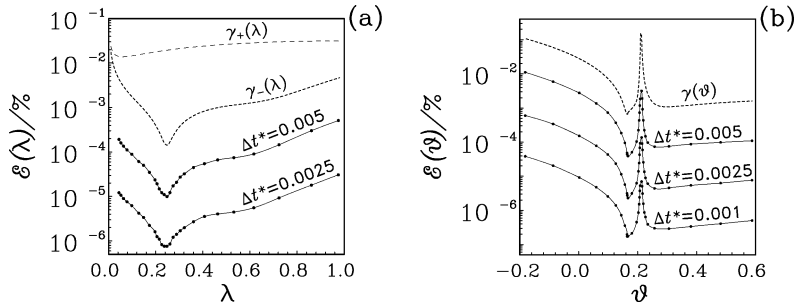 (a)
10⁻¹
10⁻²
10⁻³
10⁻⁴
10⁻⁵
10⁻⁶
ℰ(λ)/%
γ₊(λ)
γ₋(λ)
Δt*=0.005
Δt*=0.0025
0.0 0.2 0.4 0.6 0.8 1.0
λ
(b)
10⁻²
10⁻⁴
10⁻⁶
ℰ(ϑ)/%
γ(ϑ)
Δt*=0.005
Δt*=0.0025
Δt*=0.001
−0.2 0.0 0.2 0.4 0.6
ϑ